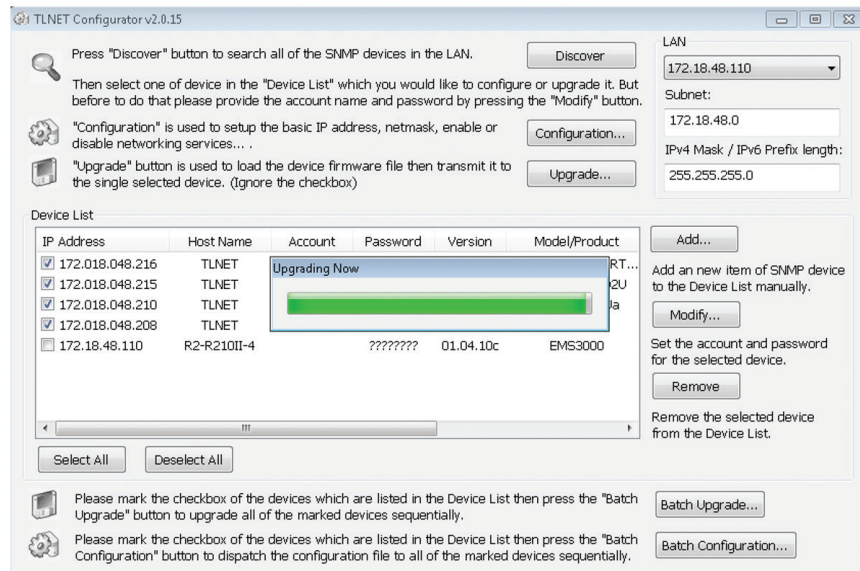 TLNET Configurator v2.0.15
Press "Discover" button to search all of the SNMP devices in the LAN.
Discover
Then select one of device in the "Device List" which you would like to configure or upgrade it. But
before to do that please provide the account name and password by pressing the "Modify" button.
"Configuration" is used to setup the basic IP address, netmask, enable or
disable networking services... .
Configuration...
"Upgrade" button is used to load the device firmware file then transmit it to
the single selected device. (Ignore the checkbox)
Upgrade...
LAN
172.18.48.110
Subnet:
172.18.48.0
IPv4 Mask / IPv6 Prefix length:
255.255.255.0
Device List
IP Address Host Name Account Password Version Model/Product
172.018.048.216 TLNET RT...
172.018.048.215 TLNET 2U
172.018.048.210 TLNET a
172.018.048.208 TLNET
172.18.48.110 R2-R210II-4 ???????? 01.04.10c EMS3000
Upgrading Now
Add...
Add an new item of SNMP device
to the Device List manually.
Modify...
Set the account and password
for the selected device.
Remove
Remove the selected device
from the Device List.
Select All Deselect All
Please mark the checkbox of the devices which are listed in the Device List then press the "Batch
Upgrade" button to upgrade all of the marked devices sequentially.
Batch Upgrade...
Please mark the checkbox of the devices which are listed in the Device List then press the "Batch
Configuration" button to dispatch the configuration file to all of the marked devices sequentially.
Batch Configuration...